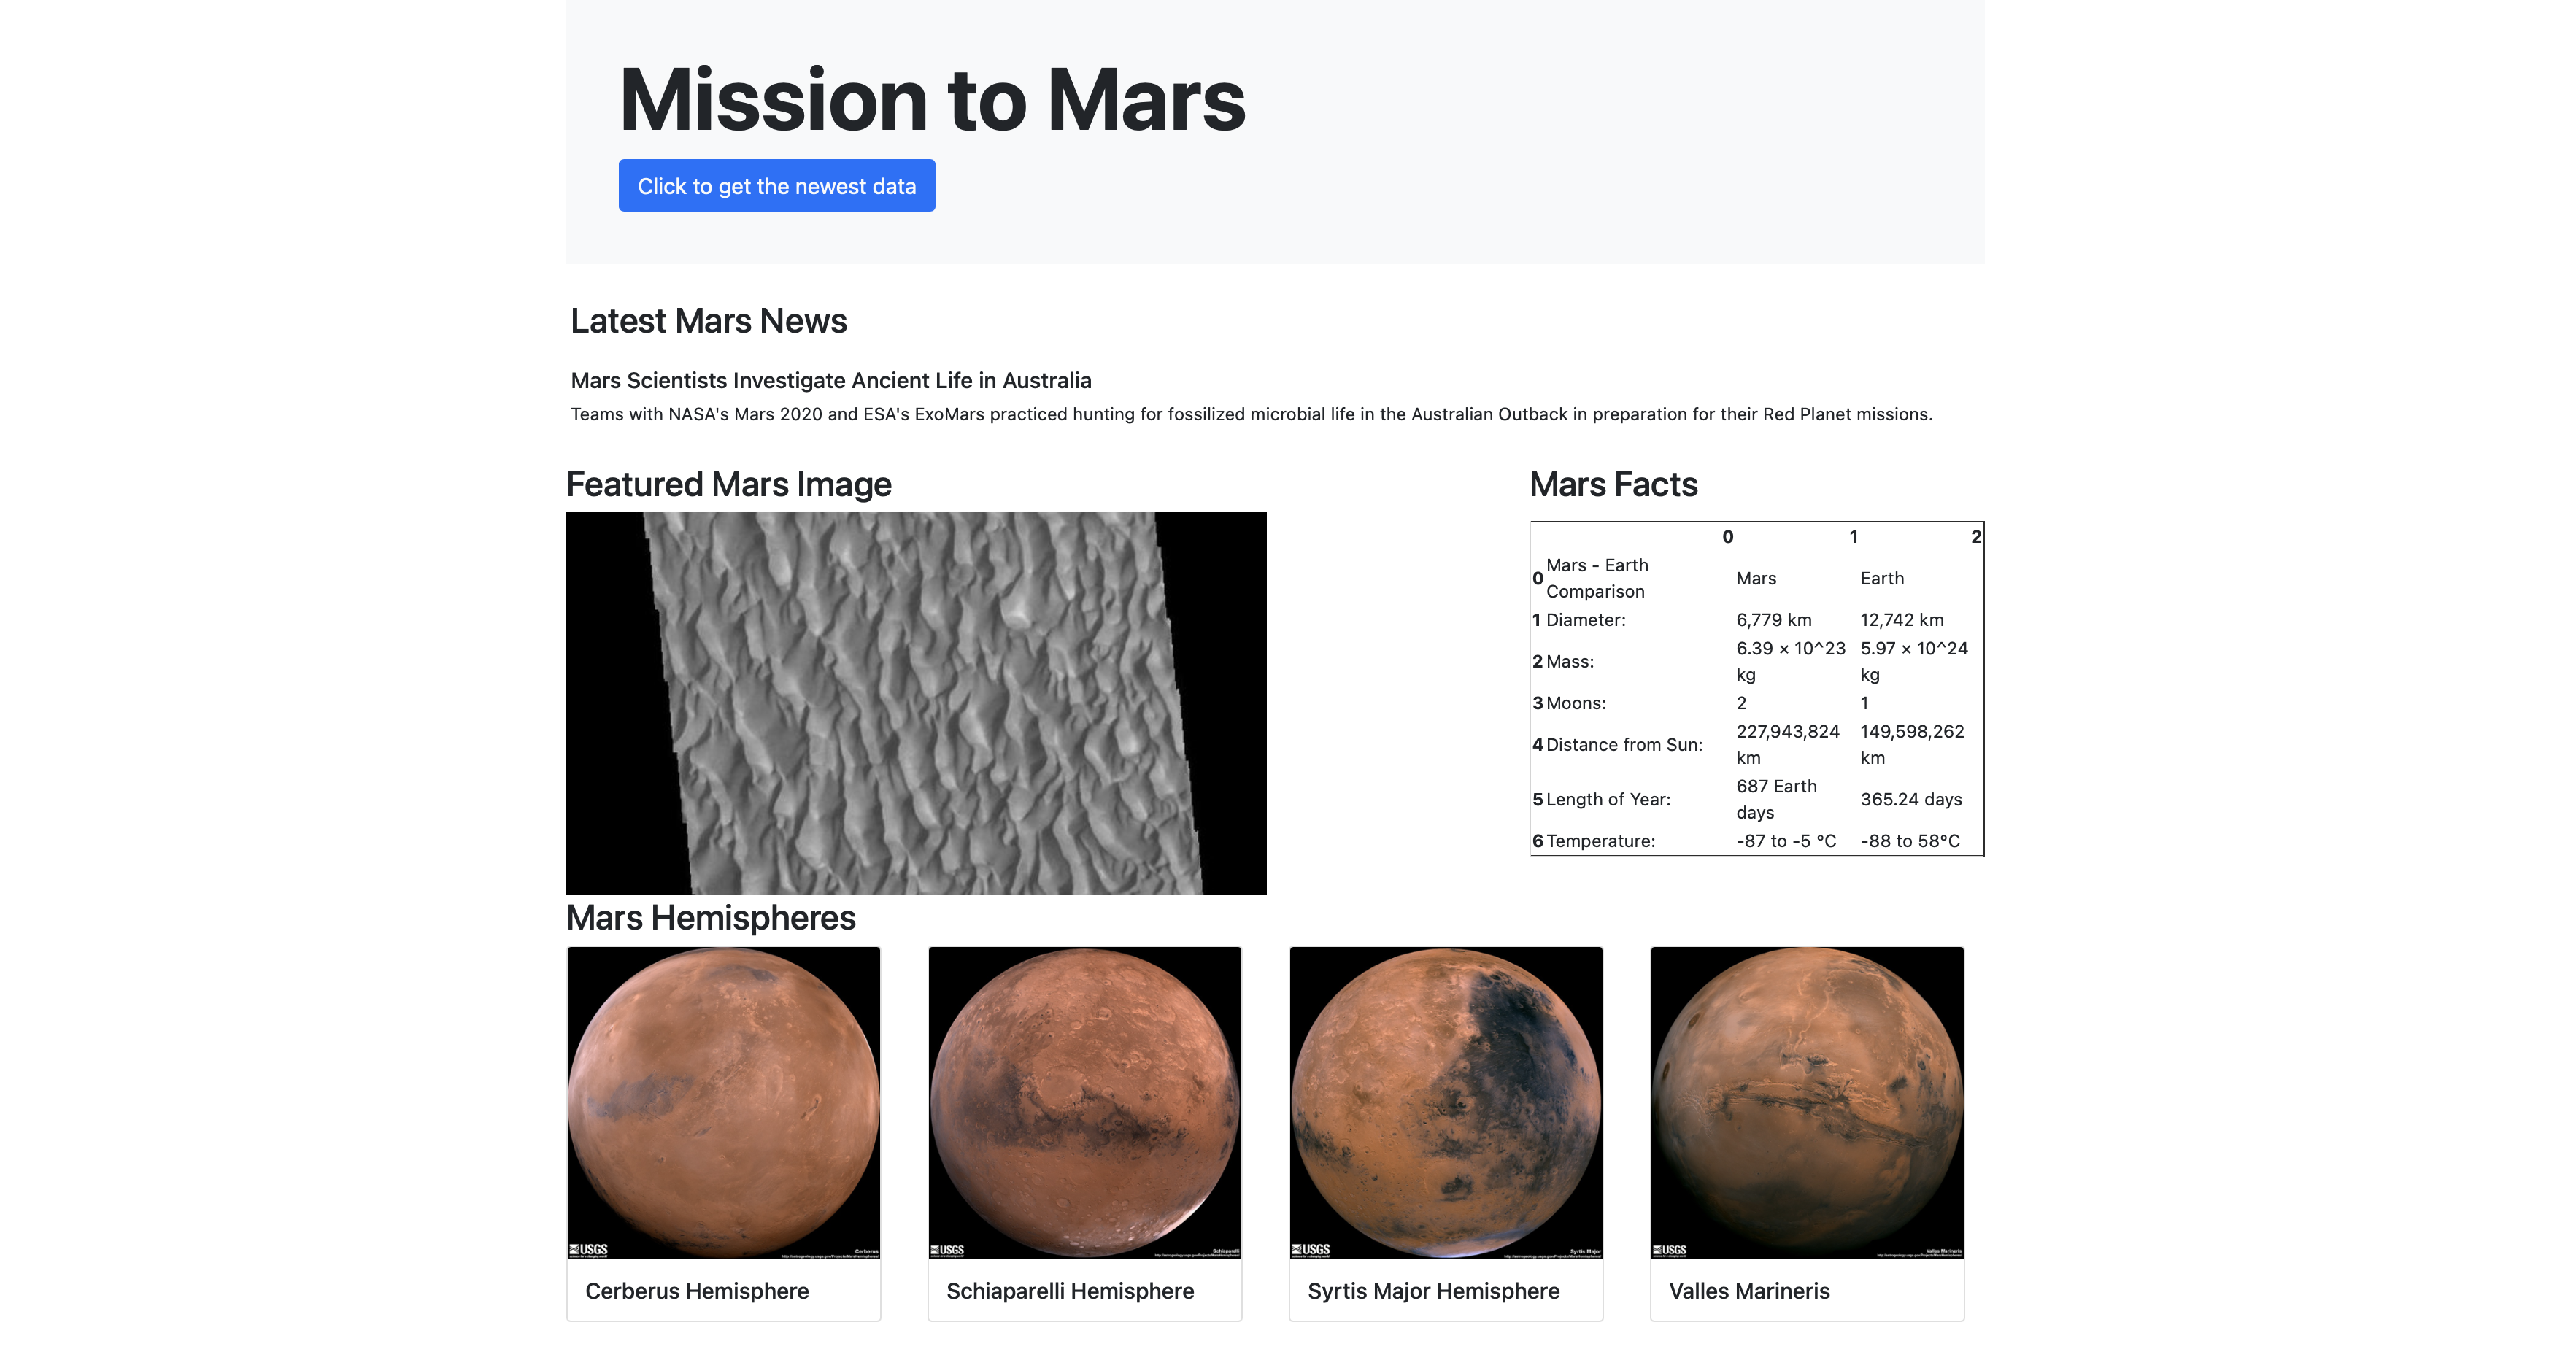 Mission to Mars
Click to get the newest data
Latest Mars News
Mars Scientists Investigate Ancient Life in Australia
Teams with NASA's Mars 2020 and ESA's ExoMars practiced hunting for fossilized microbial life in the Australian Outback in preparation for their Red Planet missions.
Featured Mars Image
Mars Facts
0 1 2
0 Mars - Earth Comparison Mars Earth
1 Diameter: 6,779 km 12,742 km
2 Mass: 6.39 × 10^23 kg 5.97 × 10^24 kg
3 Moons: 2 1
4 Distance from Sun: 227,943,824 km 149,598,262 km
5 Length of Year: 687 Earth days 365.24 days
6 Temperature: -87 to -5 °C -88 to 58°C
Mars Hemispheres
USGS
Cerberus
USGS
Schiaparelli
USGS
Syrtis Major
USGS
Valles Marineris
Cerberus Hemisphere
Schiaparelli Hemisphere
Syrtis Major Hemisphere
Valles Marineris